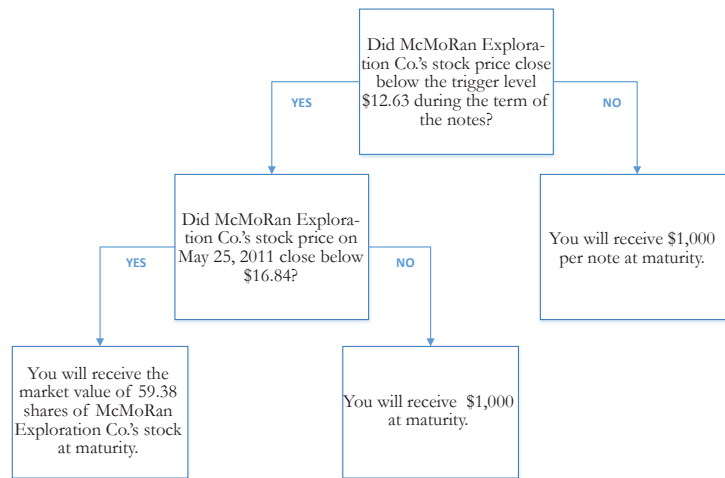 Did McMoRan Explora-
tion Co.'s stock price close
below the trigger level
$12.63 during the term of
the notes?
YES
NO
Did McMoRan Explora-
tion Co.'s stock price on
May 25, 2011 close below
$16.84?
You will receive $1,000
per note at maturity.
YES
NO
You will receive the
market value of 59.38
shares of McMoRan
Exploration Co.'s stock
at maturity.
You will receive $1,000
at maturity.